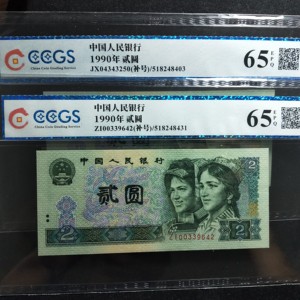 CCGS
China Coin Grading Service
中国人民银行
1990年贰圆
JX04343250(补号)/518248403
65 EPQ
CCGS
China Coin Grading Service
中国人民银行
1990年贰圆
ZI00339642(补号)/518248431
65 EPQ
中国人民银行
贰圆
2
2
ZI00339642